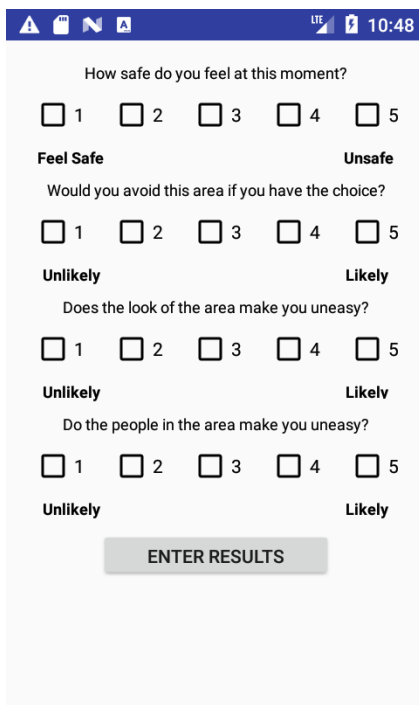 LTE 10:48
How safe do you feel at this moment?
1 2 3 4 5
Feel Safe Unsafe
Would you avoid this area if you have the choice?
1 2 3 4 5
Unlikely Likely
Does the look of the area make you uneasy?
1 2 3 4 5
Unlikely Likely
Do the people in the area make you uneasy?
1 2 3 4 5
Unlikely Likely
ENTER RESULTS